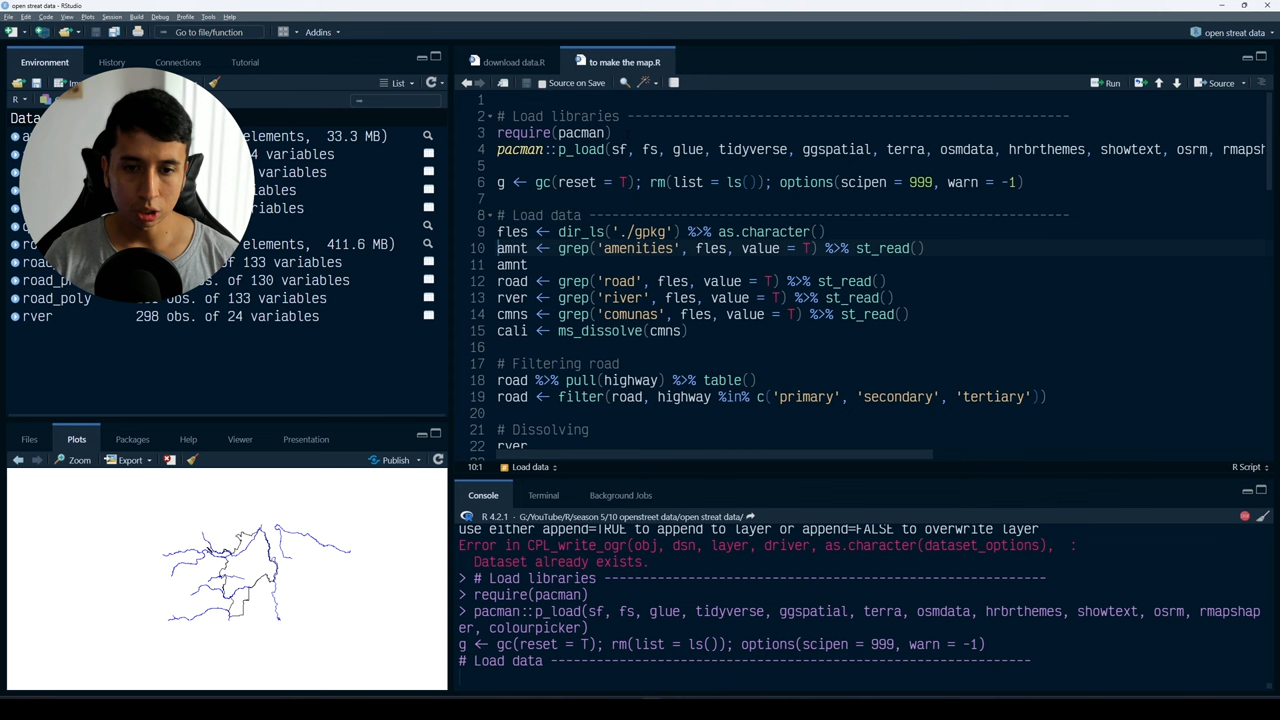 open streat data - RStudio
File Edit Code View Plots Session Build Debug Profile Tools Help
Go to file/function Addins open streat data
Environment History Connections Tutorial
List
R
Data
elements, 33.3 MB)
4 variables
variables
variables
variables
elements, 411.6 MB)
133 variables
130 variables
road_poly of 133 variables
rver 298 obs. of 24 variables
Files Plots Packages Help Viewer Presentation
Zoom Export Publish
download data.R to make the map.R
Source on Save Run Source
1
2 # Load libraries ----------------------------------------------------------
3 require(pacman)
4 pacman::p_load(sf, fs, glue, tidyverse, ggspatial, terra, osmdata, hrbrthemes, showtext, osrm, rmapsh
5
6 g ← gc(reset = T); rm(list = ls()); options(scipen = 999, warn = -1)
7
8 # Load data ---------------------------------------------------------------
9 fles ← dir_ls('./gpkg') %>% as.character()
10 amnt ← grep('amenities', fles, value = T) %>% st_read()
11 amnt
12 road ← grep('road', fles, value = T) %>% st_read()
13 rver ← grep('river', fles, value = T) %>% st_read()
14 cmns ← grep('comunas', fles, value = T) %>% st_read()
15 cali ← ms_dissolve(cmns)
16
17 # Filtering road
18 road %>% pull(highway) %>% table()
19 road ← filter(road, highway %in% c('primary', 'secondary', 'tertiary'))
20
21 # Dissolving
22 rver
10:1 Load data R Script
Console Terminal Background Jobs
R 4.2.1 · G:/YouTube/R/season 5/10 openstreet data/open streat data/
use either append=TRUE to append to layer or append=FALSE to overwrite layer
Error in CPL_write_ogr(obj, dsn, layer, driver, as.character(dataset_options), :
Dataset already exists.
> # Load libraries ----------------------------------------------------------
> require(pacman)
> pacman::p_load(sf, fs, glue, tidyverse, ggspatial, terra, osmdata, hrbrthemes, showtext, osrm, rmapshap
er, colourpicker)
g ← gc(reset = T); rm(list = ls()); options(scipen = 999, warn = -1)
# Load data ---------------------------------------------------------------